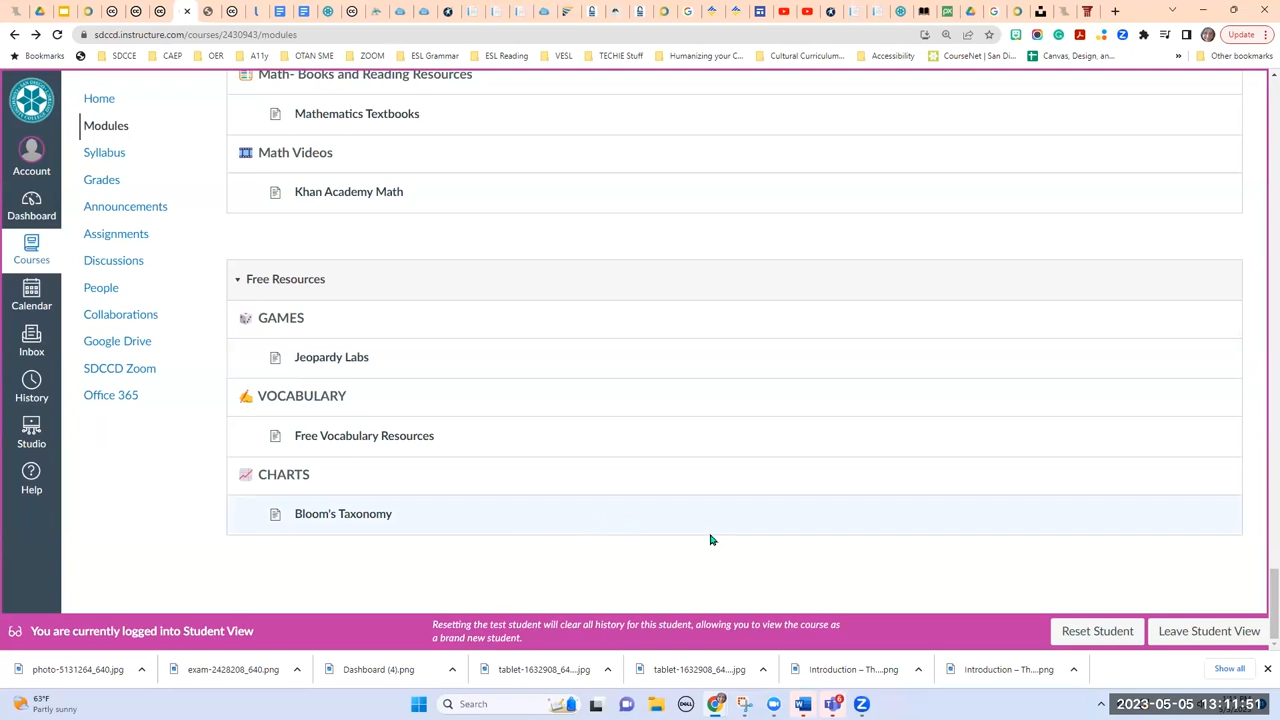 sdccd.instructure.com/courses/2430943/modules
Update
Bookmarks
SDCCE
CAEP
OER
A11y
OTAN SME
ZOOM
ESL Grammar
ESL Reading
VESL
TECHIE Stuff
Humanizing your C...
Cultural Curriculum...
Accessibility
CourseNet (San Di...
Canvas, Design, an...
»
Other bookmarks
Account
Dashboard
Courses
Calendar
Inbox
History
Studio
Help
Home
Modules
Syllabus
Grades
Announcements
Assignments
Discussions
People
Collaborations
Google Drive
SDCCD Zoom
Office 365
Math- Books and Reading Resources
Mathematics Textbooks
Math Videos
Khan Academy Math
Free Resources
GAMES
Jeopardy Labs
VOCABULARY
Free Vocabulary Resources
CHARTS
Bloom's Taxonomy
You are currently logged into Student View
Resetting the test student will clear all history for this student, allowing you to view the course as
a brand new student.
Reset Student
Leave Student View
photo-5131264_640.jpg
exam-2428208_640.png
Dashboard (4).png
tablet-1632908_64....jpg
tablet-1632908_64....jpg
Introduction – Th....png
Introduction – Th....png
Show all
63°F
Partly sunny
Search
DELL
6
2023-05-05 13:11:51